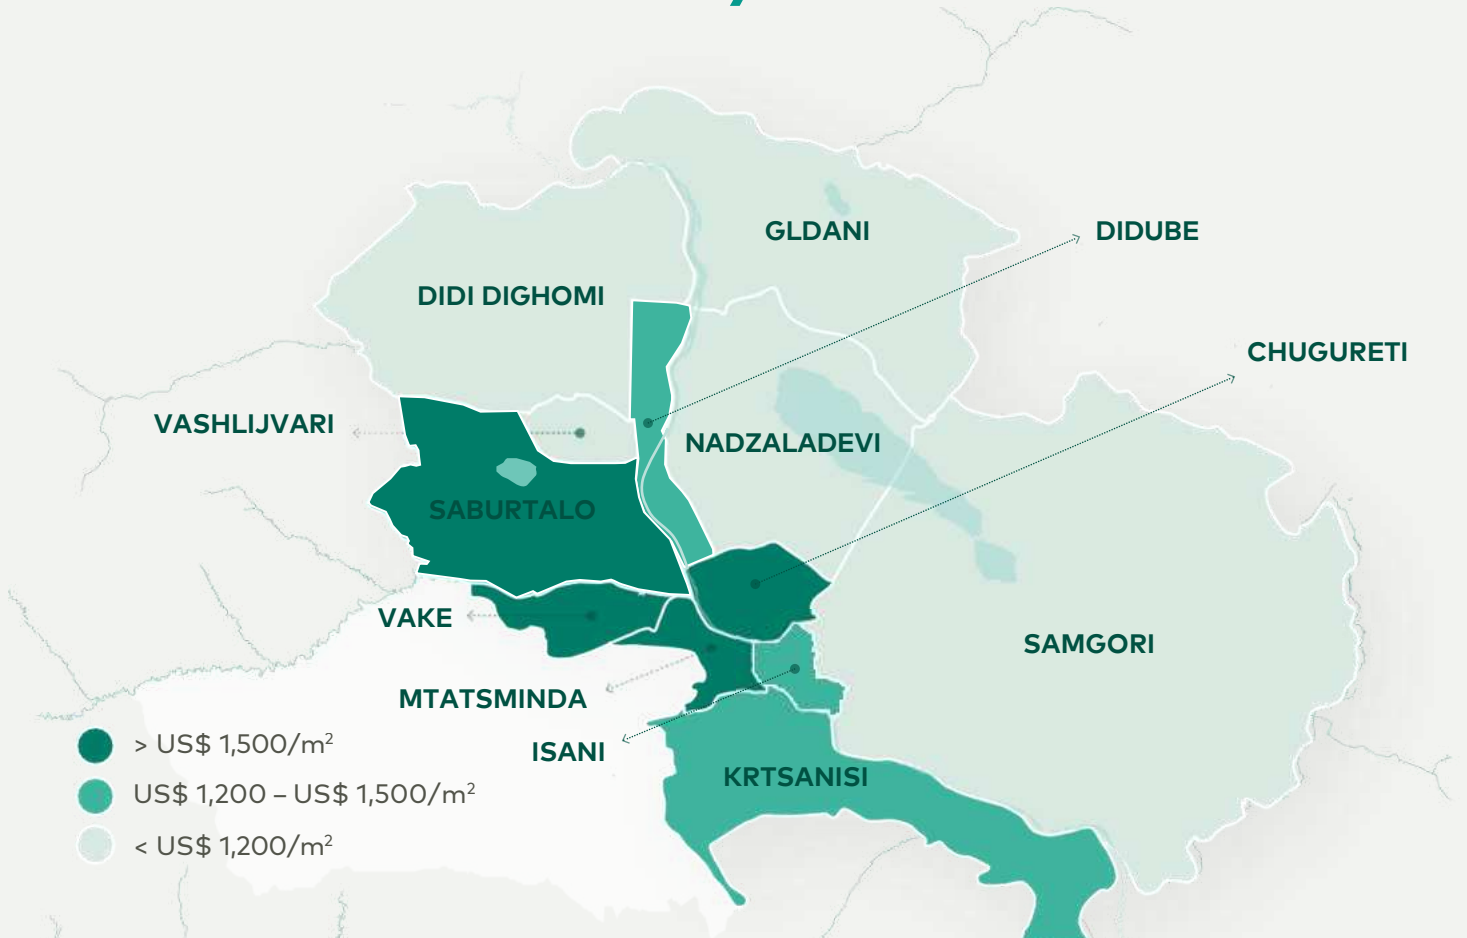 GLDANI
DIDUBE
DIDI DIGHOMI
CHUGURETI
VASHLIJVARI
NADZALADEVI
SABURTALO
VAKE
SAMGORI
MTATSMINDA
ISANI
KRTSANISI
> US$ 1,500/m²
US$ 1,200 – US$ 1,500/m²
< US$ 1,200/m²